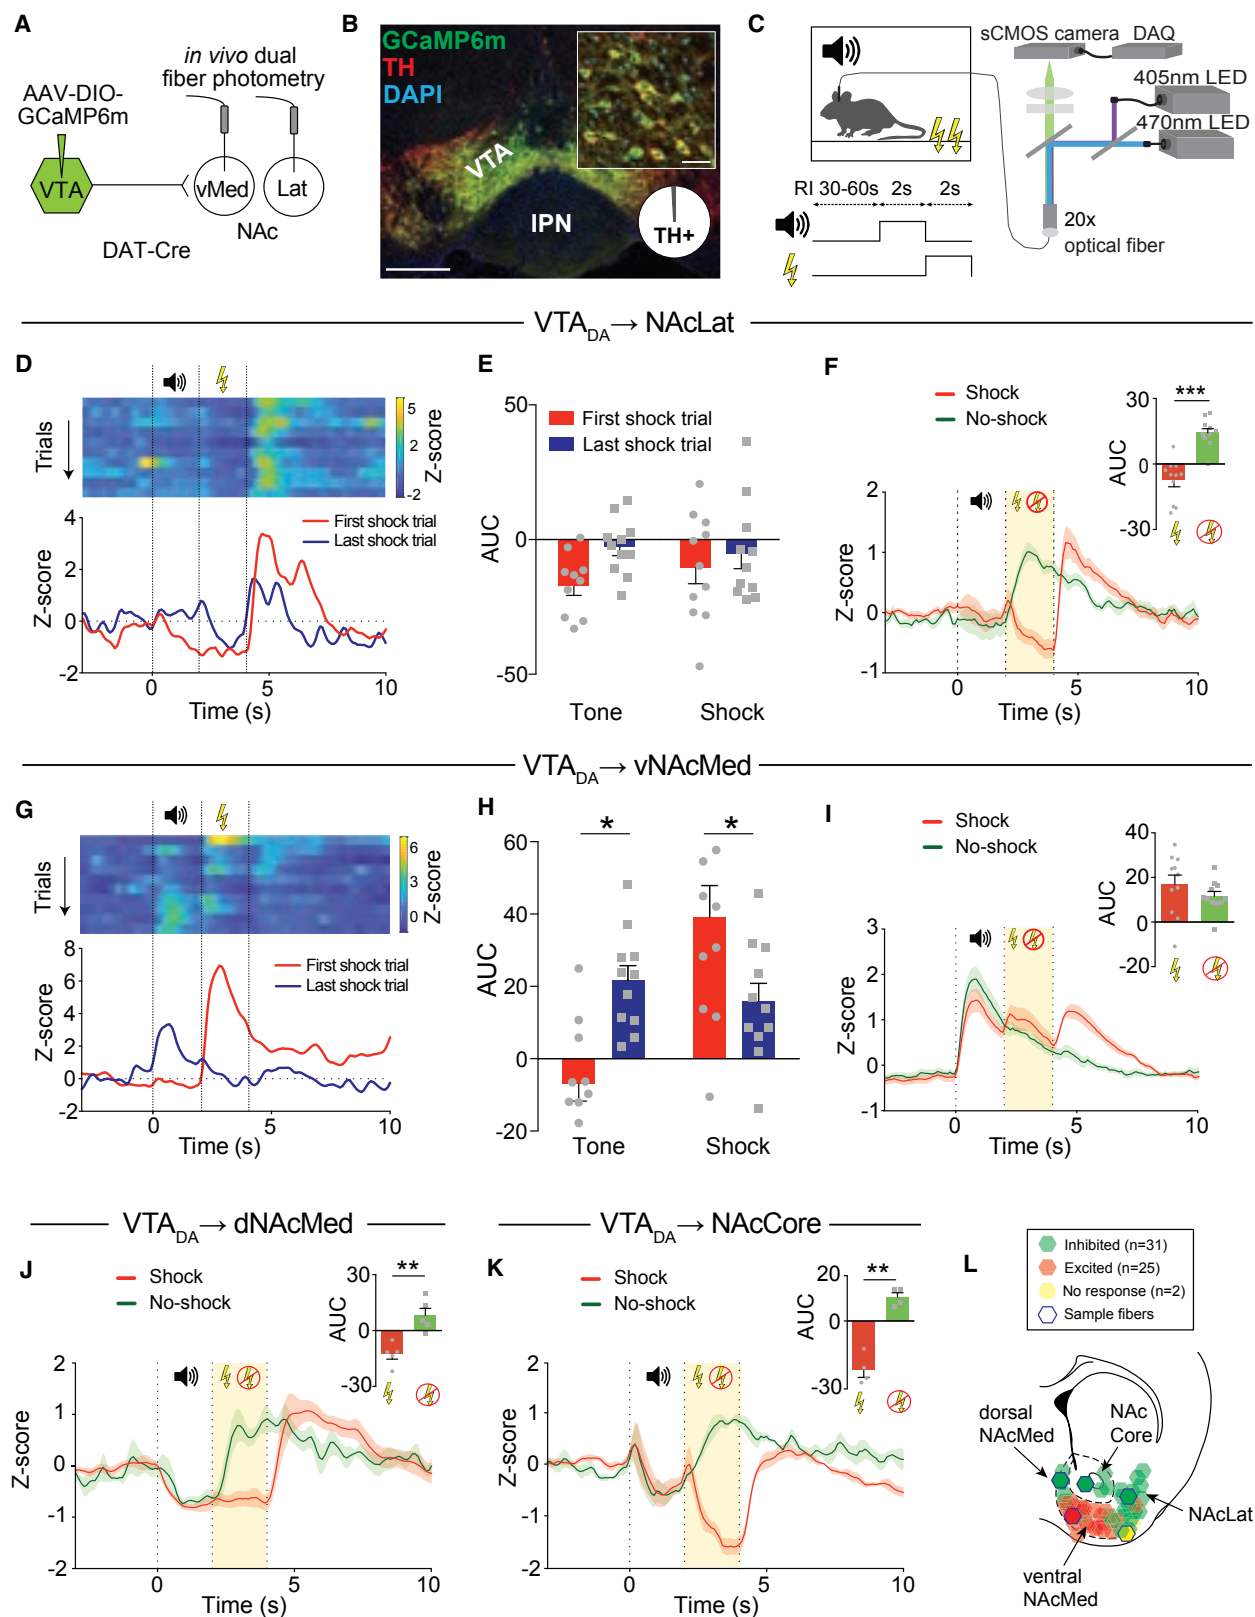 A
in vivo dual
fiber photometry
AAV-DIO-
GCaMP6m
VTA
vMed
Lat
NAc
DAT-Cre
B
GCaMP6m
TH
DAPI
VTA
IPN
TH+
C
sCMOS camera
DAQ
405nm LED
470nm LED
RI 30-60s
2s
2s
20x
optical fiber
VTADA→ NAcLat
D
Trials
5
2
-2
Z-score
4
2
0
-2
Z-score
First shock trial
Last shock trial
0
5
10
Time (s)
E
50
0
-50
AUC
First shock trial
Last shock trial
Tone
Shock
F
Shock
No-shock
30
0
-30
AUC
***
2
1
0
-1
Z-score
0
5
10
Time (s)
VTADA→ vNAcMed
G
Trials
6
3
0
Z-score
8
6
4
2
0
-2
Z-score
First shock trial
Last shock trial
0
5
10
Time (s)
H
60
40
20
0
-20
AUC
*
*
Tone
Shock
I
Shock
No-shock
40
20
0
-20
AUC
3
2
1
0
-1
Z-score
0
5
10
Time (s)
VTADA→ dNAcMed
J
Shock
No-shock
30
0
-30
AUC
**
2
1
0
-1
-2
Z-score
0
5
10
Time (s)
VTADA→ NAcCore
K
Shock
No-shock
20
0
-30
AUC
**
2
1
0
-1
-2
Z-score
0
5
10
Time (s)
L
Inhibited (n=31)
Excited (n=25)
No response (n=2)
Sample fibers
dorsal
NAcMed
NAc
Core
NAcLat
ventral
NAcMed